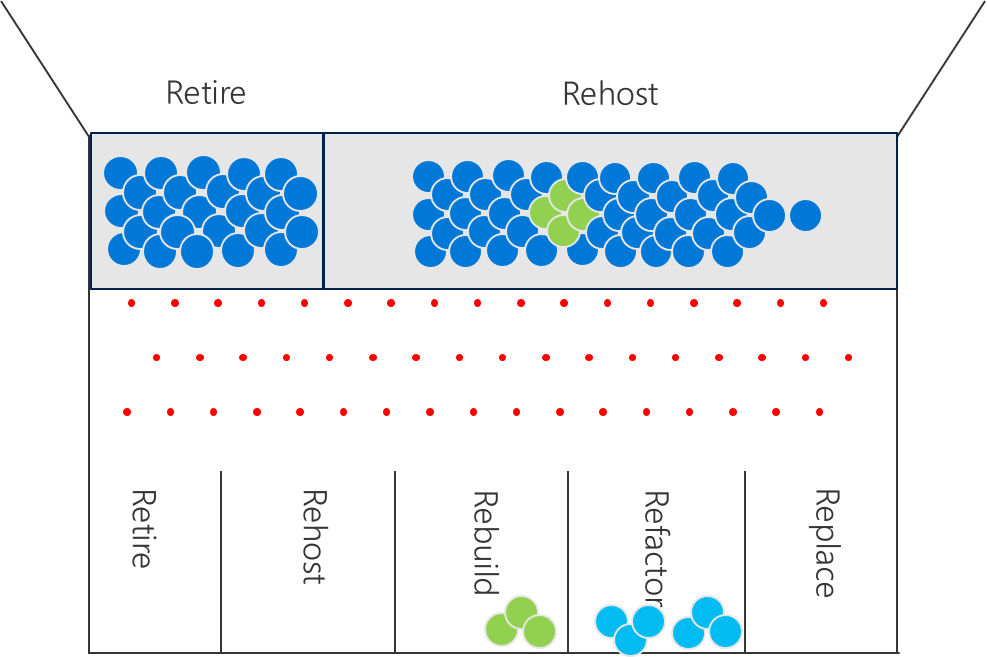 Retire
Rehost
Retire
Rehost
Rebuild
Refactor
Replace